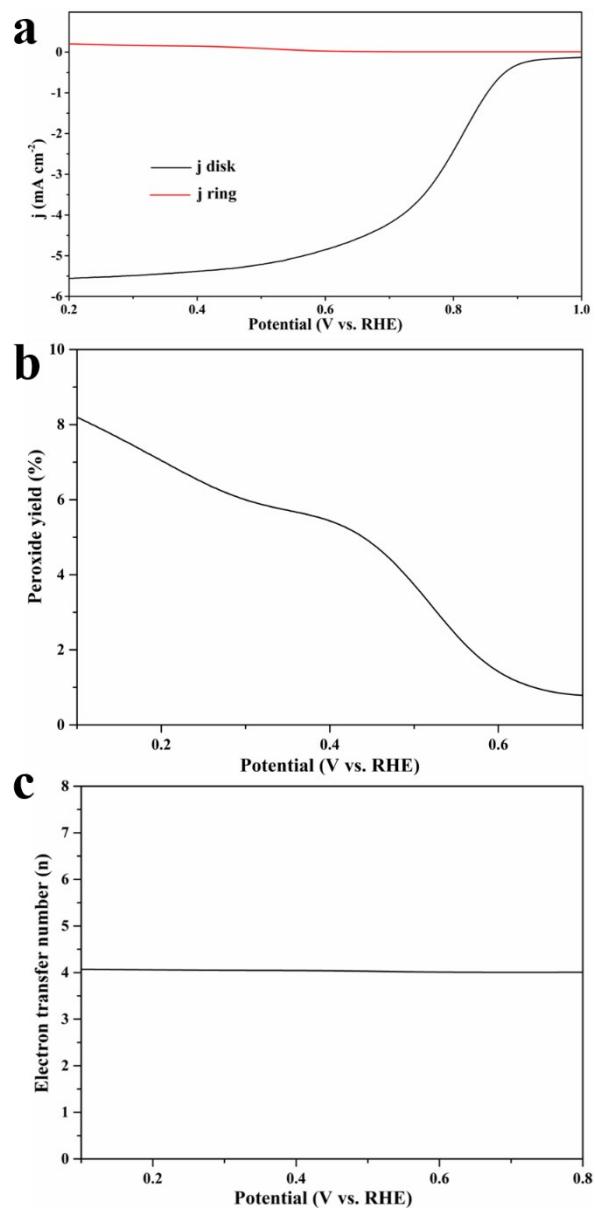 a
0
-1
-2
-3
-4
-5
-6
j (mA cm-2)
j disk
j ring
0.2 0.4 0.6 0.8 1.0
Potential (V vs. RHE)
b
10
8
6
4
2
0
Peroxide yield (%)
0.2 0.4 0.6
Potential (V vs. RHE)
c
8
7
6
5
4
3
2
1
0
Electron transfer number (n)
0.2 0.4 0.6 0.8
Potential (V vs. RHE)